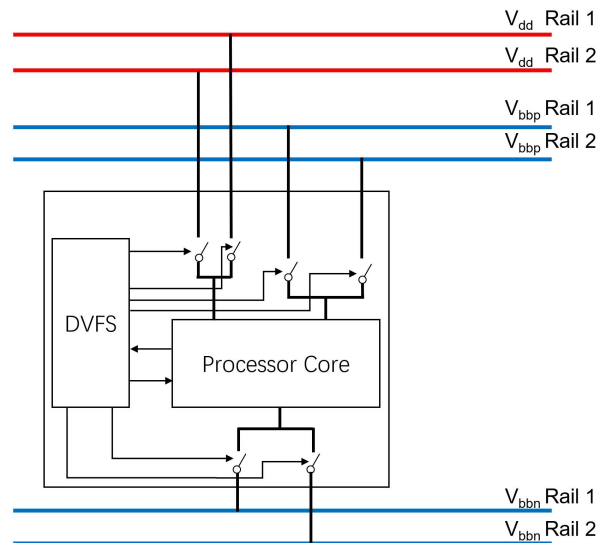 Vdd Rail 1
Vdd Rail 2
Vbbp Rail 1
Vbbp Rail 2
DVFS
Processor Core
Vbbn Rail 1
Vbbn Rail 2